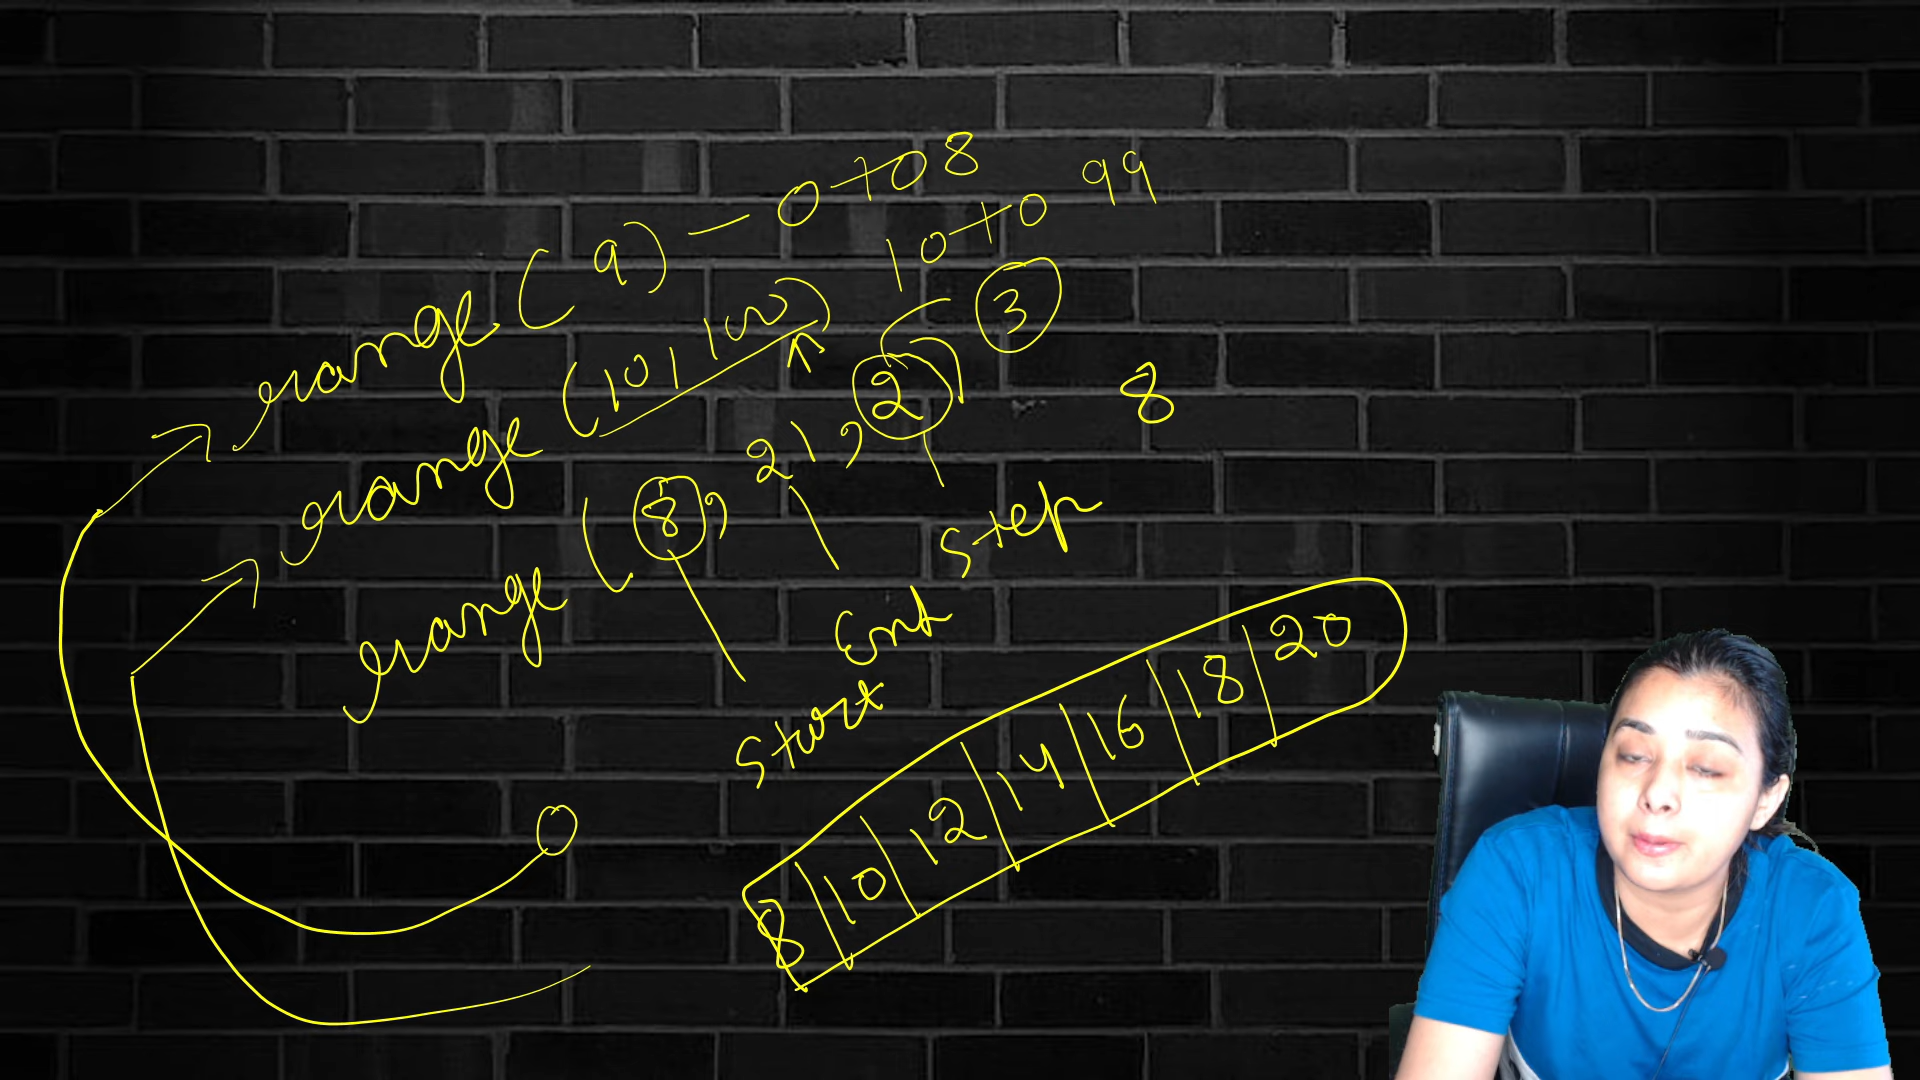 range (9) — 0 to 8
range (10, 100) 10 to 99
3
range (8, 21, 2) 8
Step
End
Start
8 | 10 | 12 | 14 | 16 | 18 | 20
0